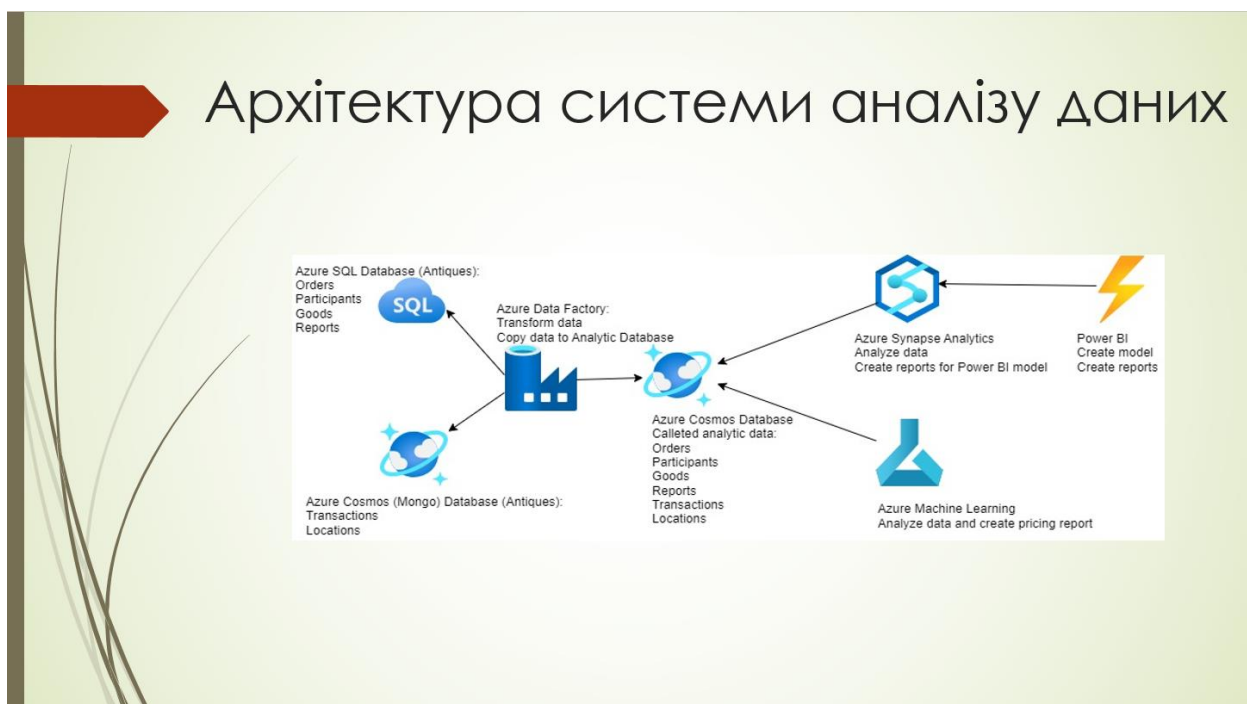 Архітектура системи аналізу даних
Azure SQL Database (Antiques):
Orders
Participants
Goods
Reports
SQL
Azure Data Factory:
Transform data
Copy data to Analytic Database
Azure Cosmos (Mongo) Database (Antiques):
Transactions
Locations
Azure Cosmos Database
Calleted analytic data:
Orders
Participants
Goods
Reports
Transactions
Locations
Azure Synapse Analytics
Analyze data
Create reports for Power BI model
Power BI
Create model
Create reports
Azure Machine Learning
Analyze data and create pricing report